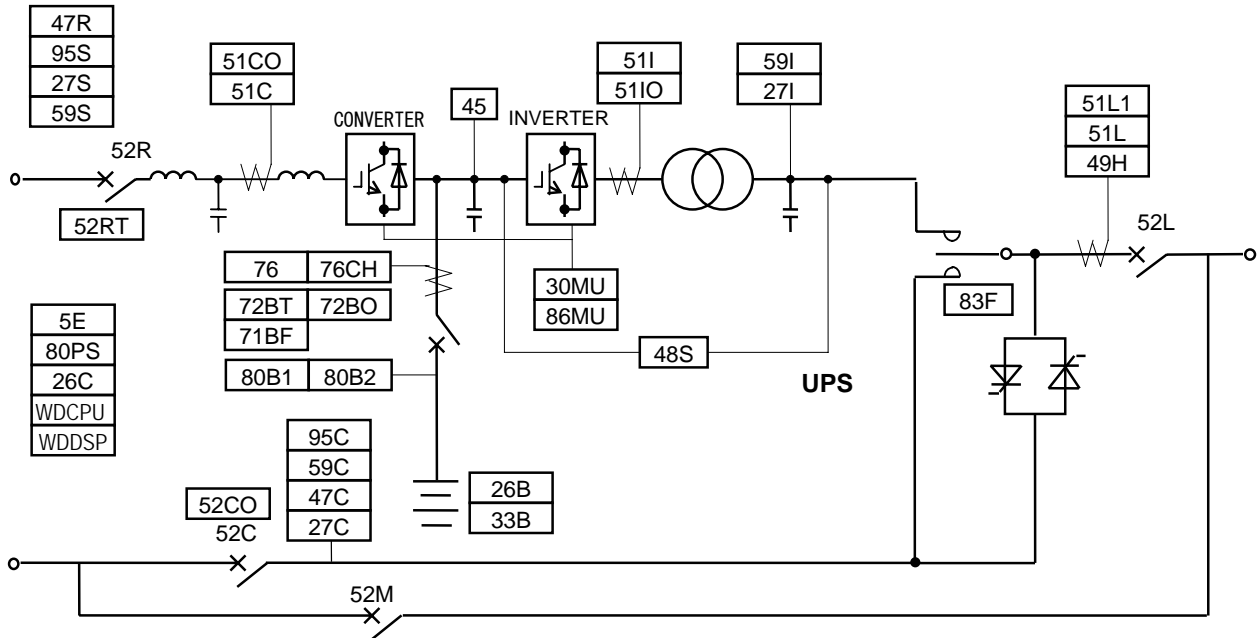 47R
95S
27S
59S
51CO
51C
CONVERTER
45
INVERTER
51I
51IO
59I
27I
51L1
51L
49H
52R
52RT
52L
76 76CH
72BT 72BO
71BF
80B1 80B2
30MU
86MU
48S
83F
UPS
5E
80PS
26C
WDCPU
WDDSP
95C
59C
47C
27C
26B
33B
52CO
52C
52M